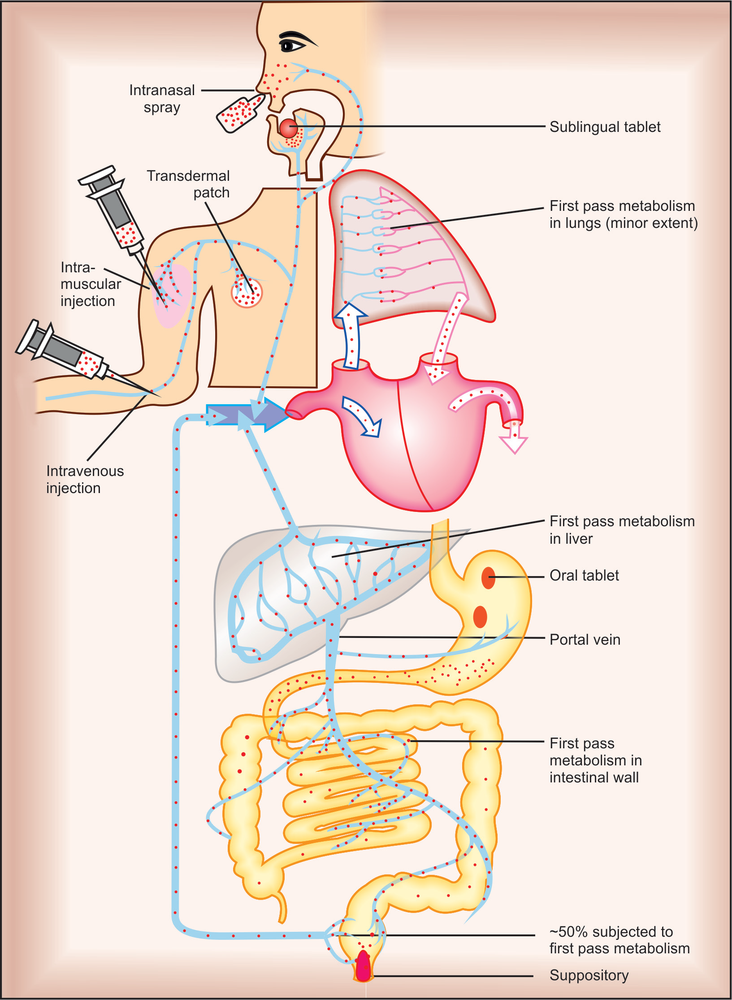 Intranasal
spray
Sublingual tablet
Transdermal
patch
First pass metabolism
in lungs (minor extent)
Intra-
muscular
injection
Intravenous
injection
First pass metabolism
in liver
Oral tablet
Portal vein
First pass
metabolism in
intestinal wall
~50% subjected to
first pass metabolism
Suppository